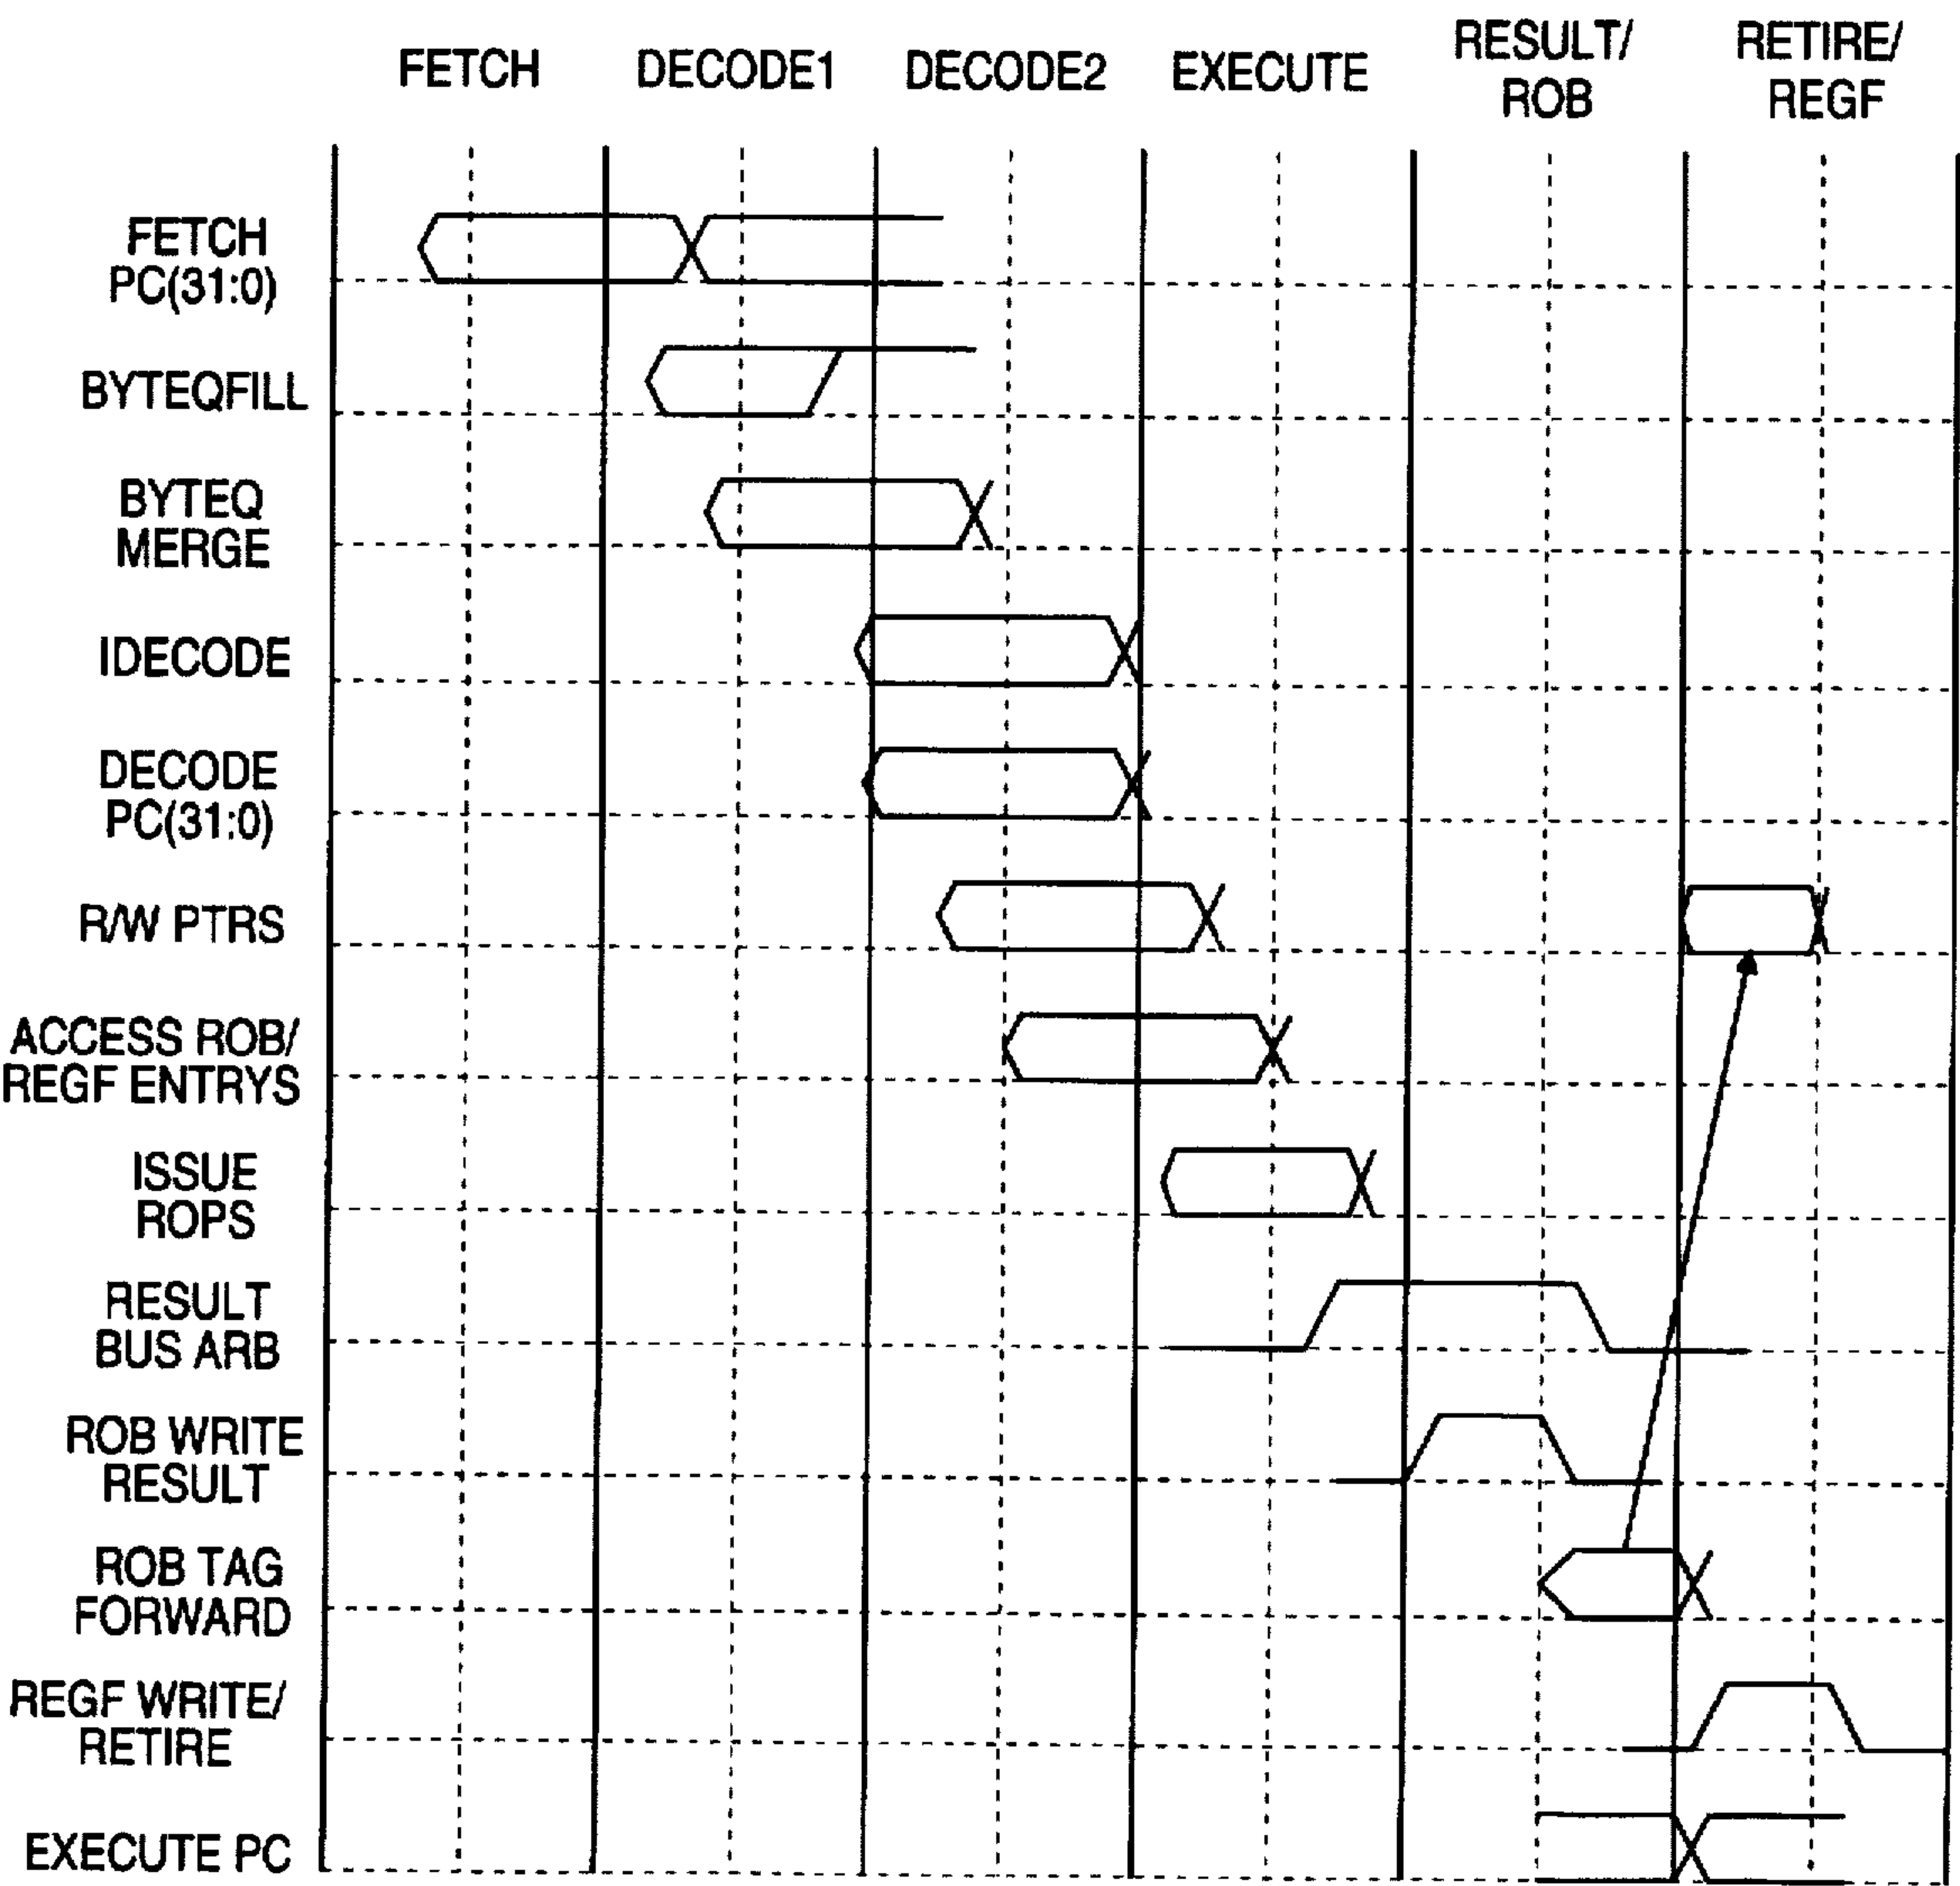 FETCH
DECODE1
DECODE2
EXECUTE
RESULT/
ROB
RETIRE/
REGF
FETCH
PC(31:0)
BYTEQFILL
BYTEQ
MERGE
IDECODE
DECODE
PC(31:0)
R/W PTRS
ACCESS ROB/
REGF ENTRYS
ISSUE
ROPS
RESULT
BUS ARB
ROB WRITE
RESULT
ROB TAG
FORWARD
REGF WRITE/
RETIRE
EXECUTE PC